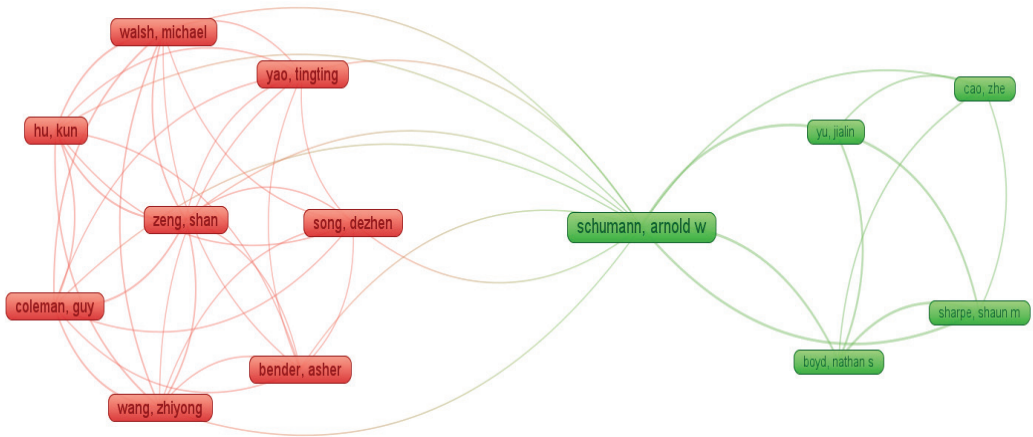 walsh, michael
yao, tingting
cao, zhe
hu, kun
yu, jialin
zeng, shan
song, dezhen
schumann, arnold w
coleman, guy
sharpe, shaun m
bender, asher
boyd, nathan s
wang, zhiyong